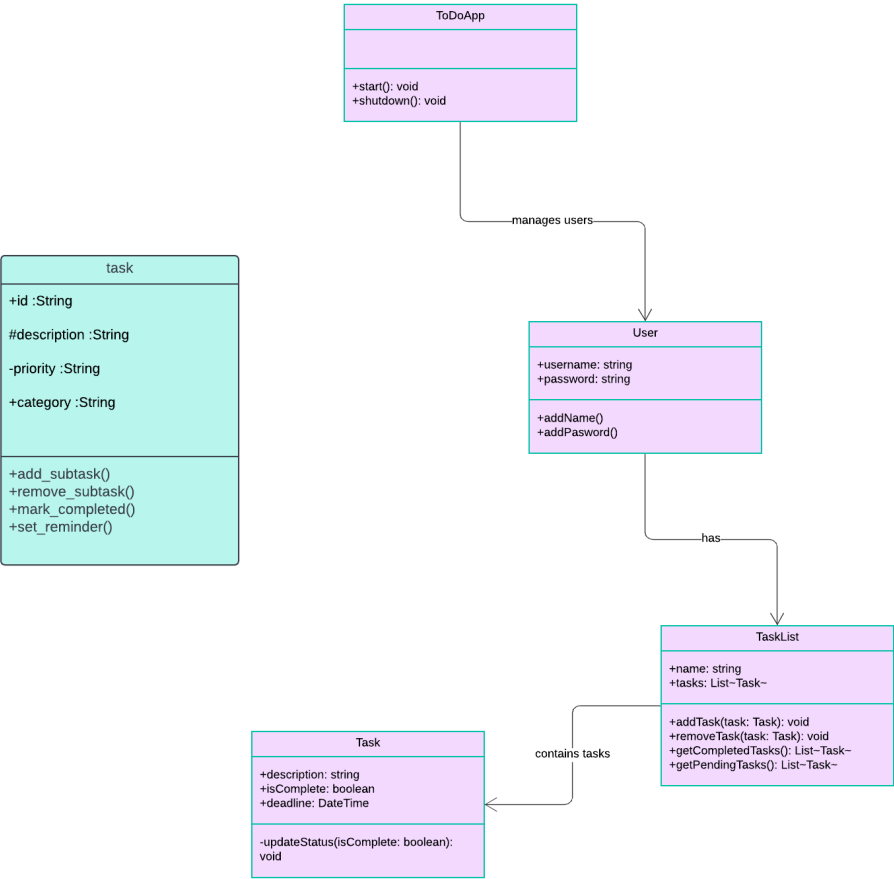 ToDoApp
+start(): void
+shutdown(): void
manages users
task
+id :String
#description :String
-priority :String
+category :String
+add_subtask()
+remove_subtask()
+mark_completed()
+set_reminder()
User
+username: string
+password: string
+addName()
+addPasword()
has
TaskList
+name: string
+tasks: List~Task~
+addTask(task: Task): void
+removeTask(task: Task): void
+getCompletedTasks(): List~Task~
+getPendingTasks(): List~Task~
contains tasks
Task
+description: string
+isComplete: boolean
+deadline: DateTime
-updateStatus(isComplete: boolean):
void